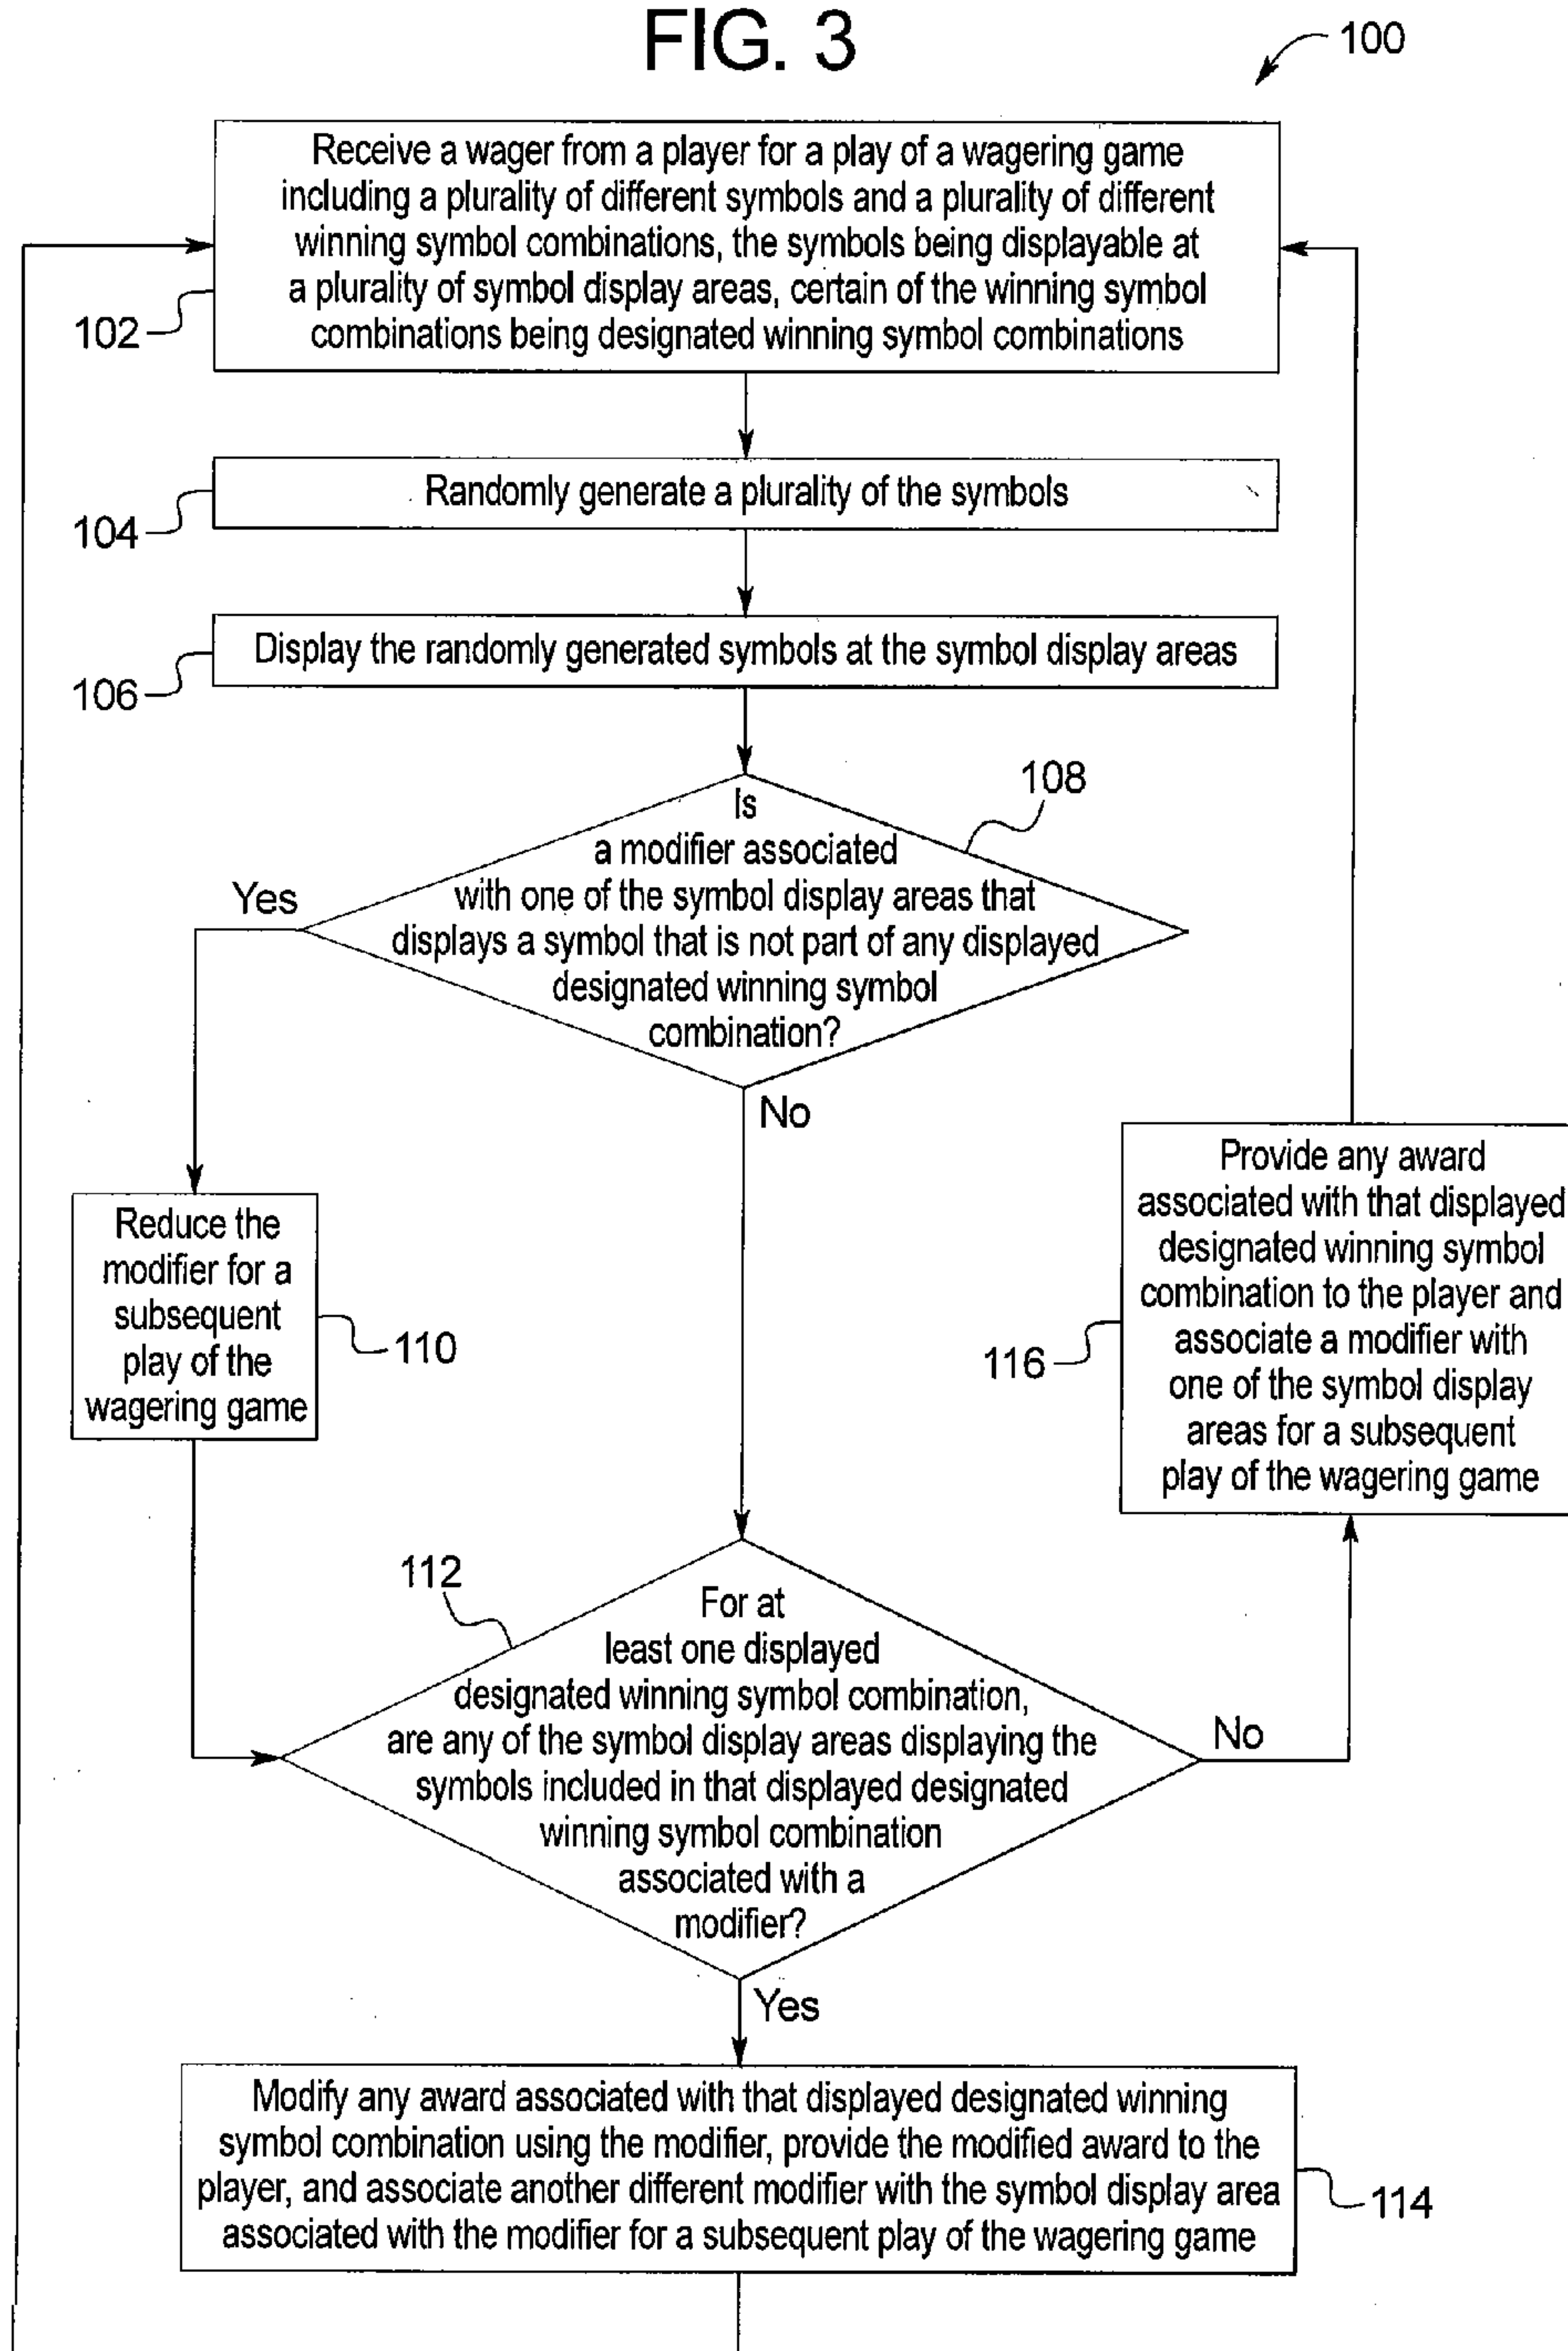 FIG. 3
100
Receive a wager from a player for a play of a wagering game
including a plurality of different symbols and a plurality of different
winning symbol combinations, the symbols being displayable at
a plurality of symbol display areas, certain of the winning symbol
combinations being designated winning symbol combinations
102
Randomly generate a plurality of the symbols
104
Display the randomly generated symbols at the symbol display areas
106
108
Is
a modifier associated
with one of the symbol display areas that
displays a symbol that is not part of any displayed
designated winning symbol
combination?
Yes
No
Reduce the
modifier for a
subsequent
play of the
wagering game
110
Provide any award
associated with that displayed
designated winning symbol
combination to the player and
associate a modifier with
one of the symbol display
areas for a subsequent
play of the wagering game
116
112
For at
least one displayed
designated winning symbol combination,
are any of the symbol display areas displaying the
symbols included in that displayed designated
winning symbol combination
associated with a
modifier?
No
Yes
Modify any award associated with that displayed designated winning
symbol combination using the modifier, provide the modified award to the
player, and associate another different modifier with the symbol display area
associated with the modifier for a subsequent play of the wagering game
114